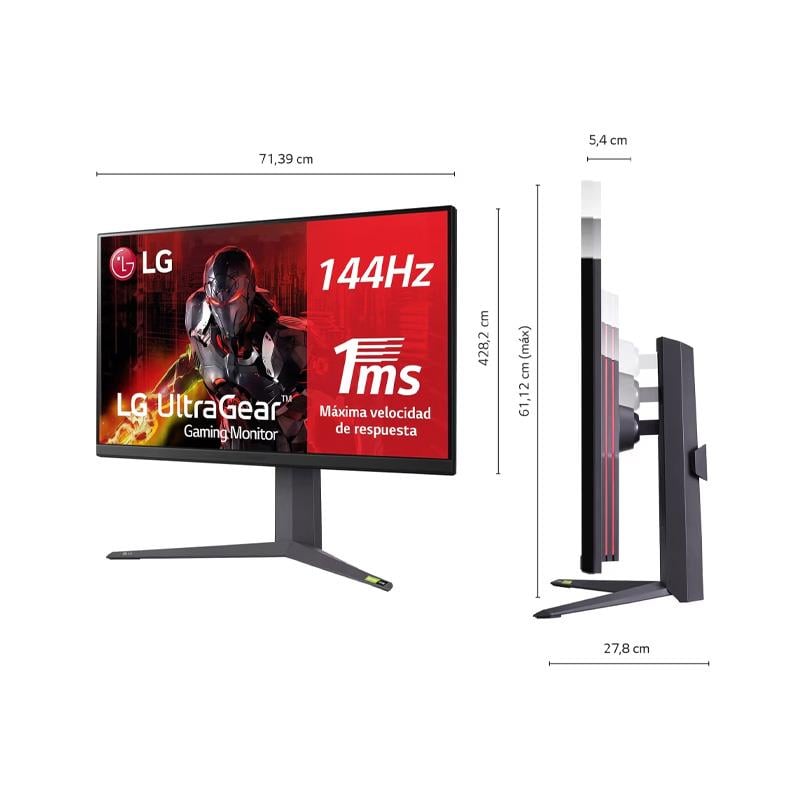 5,4 cm
71,39 cm
LG
144Hz
1ms
Máxima velocidad
de respuesta
LG UltraGear™
Gaming Monitor
428,2 cm
61,12 cm (máx)
27,8 cm